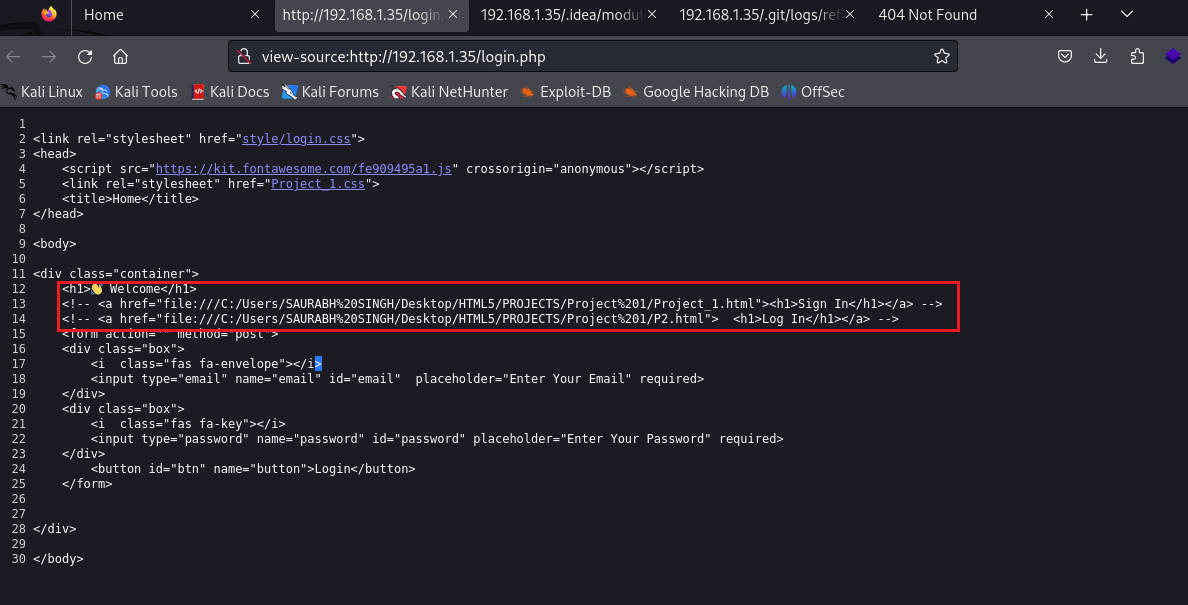 Home
http://192.168.1.35/login.
192.168.1.35/.idea/modul
192.168.1.35/.git/logs/ref
404 Not Found
view-source:http://192.168.1.35/login.php
Kali Linux
Kali Tools
Kali Docs
Kali Forums
Kali NetHunter
Exploit-DB
Google Hacking DB
OffSec
1
2 <link rel="stylesheet" href="style/login.css">
3 <head>
4     <script src="https://kit.fontawesome.com/fe909495a1.js" crossorigin="anonymous"></script>
5     <link rel="stylesheet" href="Project_1.css">
6     <title>Home</title>
7 </head>
8
9 <body>
10
11 <div class="container">
12     <h1>👋 Welcome</h1>
13     <!-- <a href="file:///C:/Users/SAURABH%20SINGH/Desktop/HTML5/PROJECTS/Project%201/Project_1.html"><h1>Sign In</h1></a> -->
14     <!-- <a href="file:///C:/Users/SAURABH%20SINGH/Desktop/HTML5/PROJECTS/Project%201/P2.html">  <h1>Log In</h1></a> -->
15     <form action="" method="post">
16     <div class="box">
17         <i  class="fas fa-envelope"></i>
18         <input type="email" name="email" id="email"  placeholder="Enter Your Email" required>
19     </div>
20     <div class="box">
21         <i  class="fas fa-key"></i>
22         <input type="password" name="password" id="password" placeholder="Enter Your Password" required>
23     </div>
24         <button id="btn" name="button">Login</button>
25     </form>
26
27
28 </div>
29
30 </body>